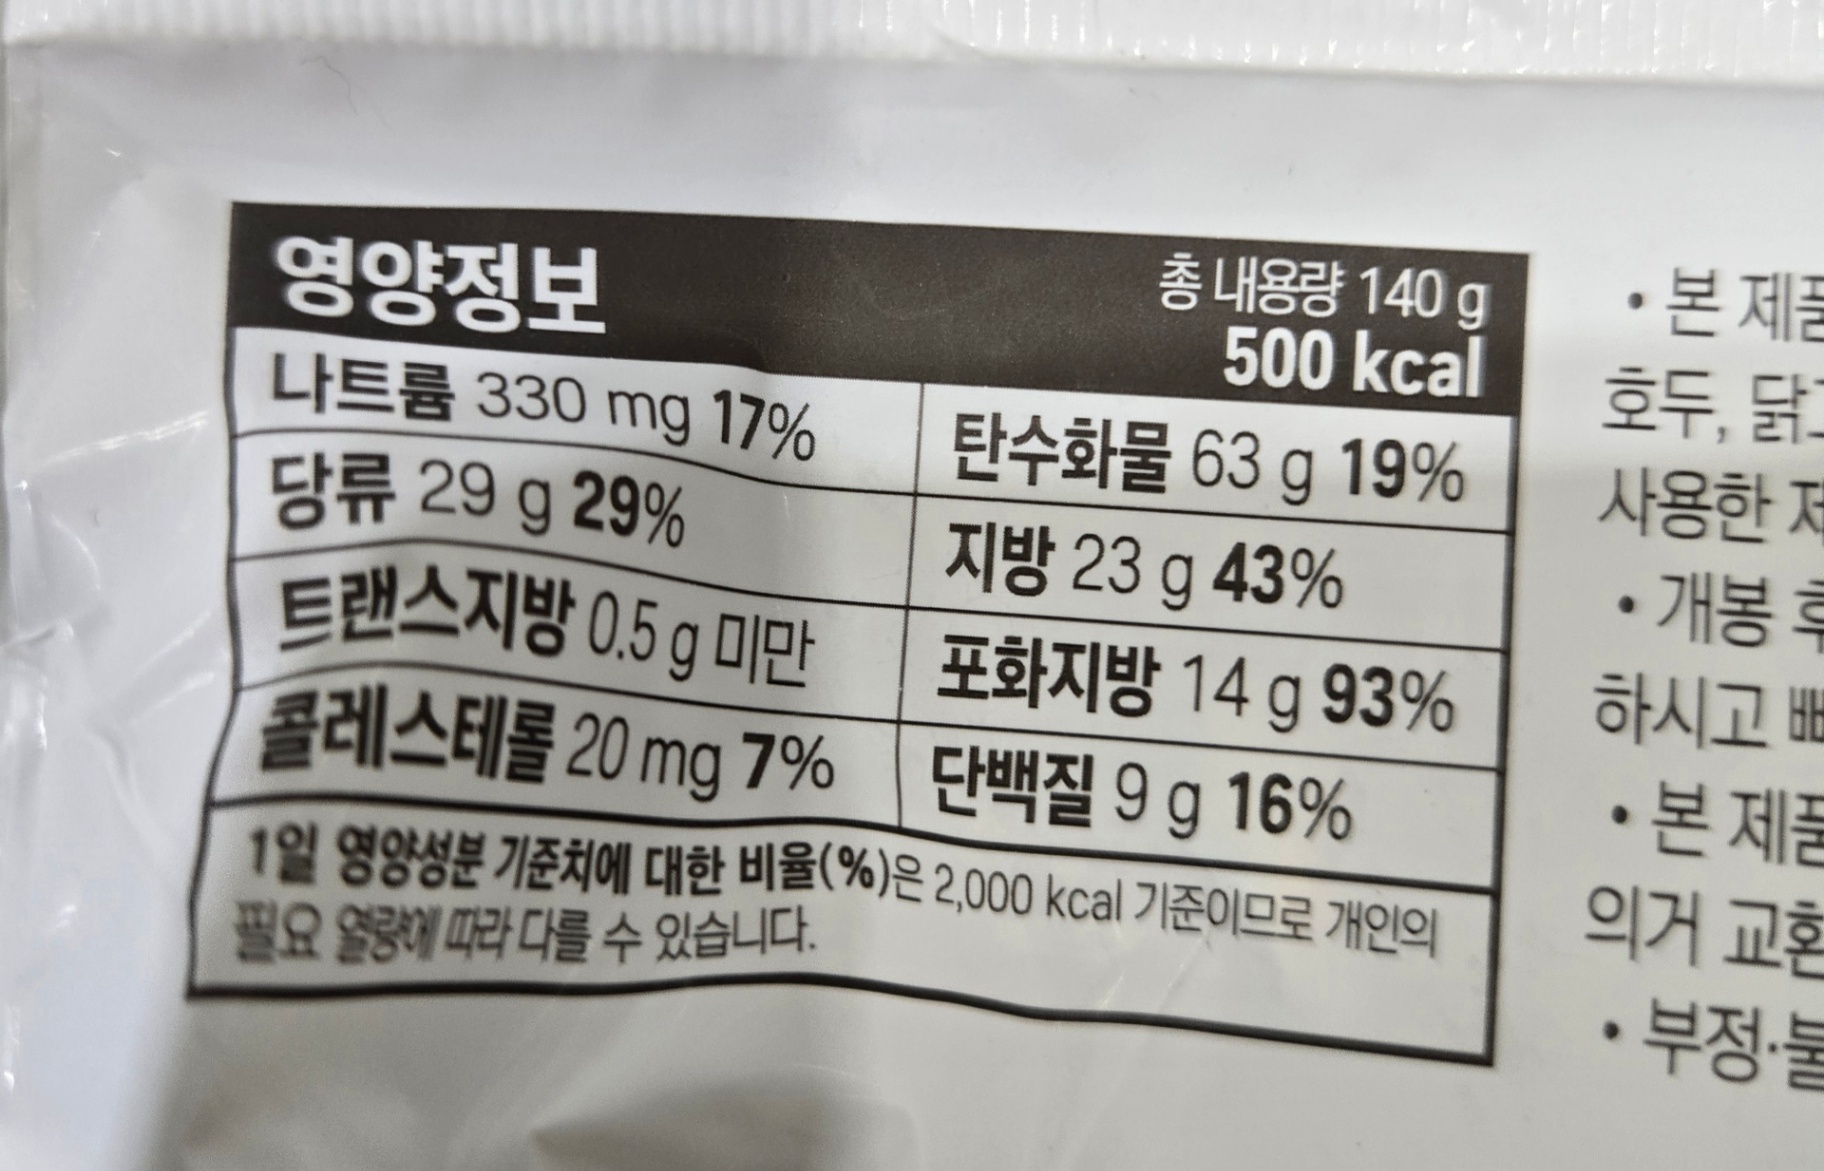 영양정보
총 내용량 140 g
500 kcal
나트륨 330 mg 17%
탄수화물 63 g 19%
당류 29 g 29%
지방 23 g 43%
트랜스지방 0.5 g 미만
포화지방 14 g 93%
콜레스테롤 20 mg 7%
단백질 9 g 16%
1일 영양성분 기준치에 대한 비율(%)은 2,000 kcal 기준이므로 개인의
필요 열량에 따라 다를 수 있습니다.
• 본 제품
호두, 닭
사용한
• 개봉
하시고
• 본 제품
의거 교환
• 부정·불